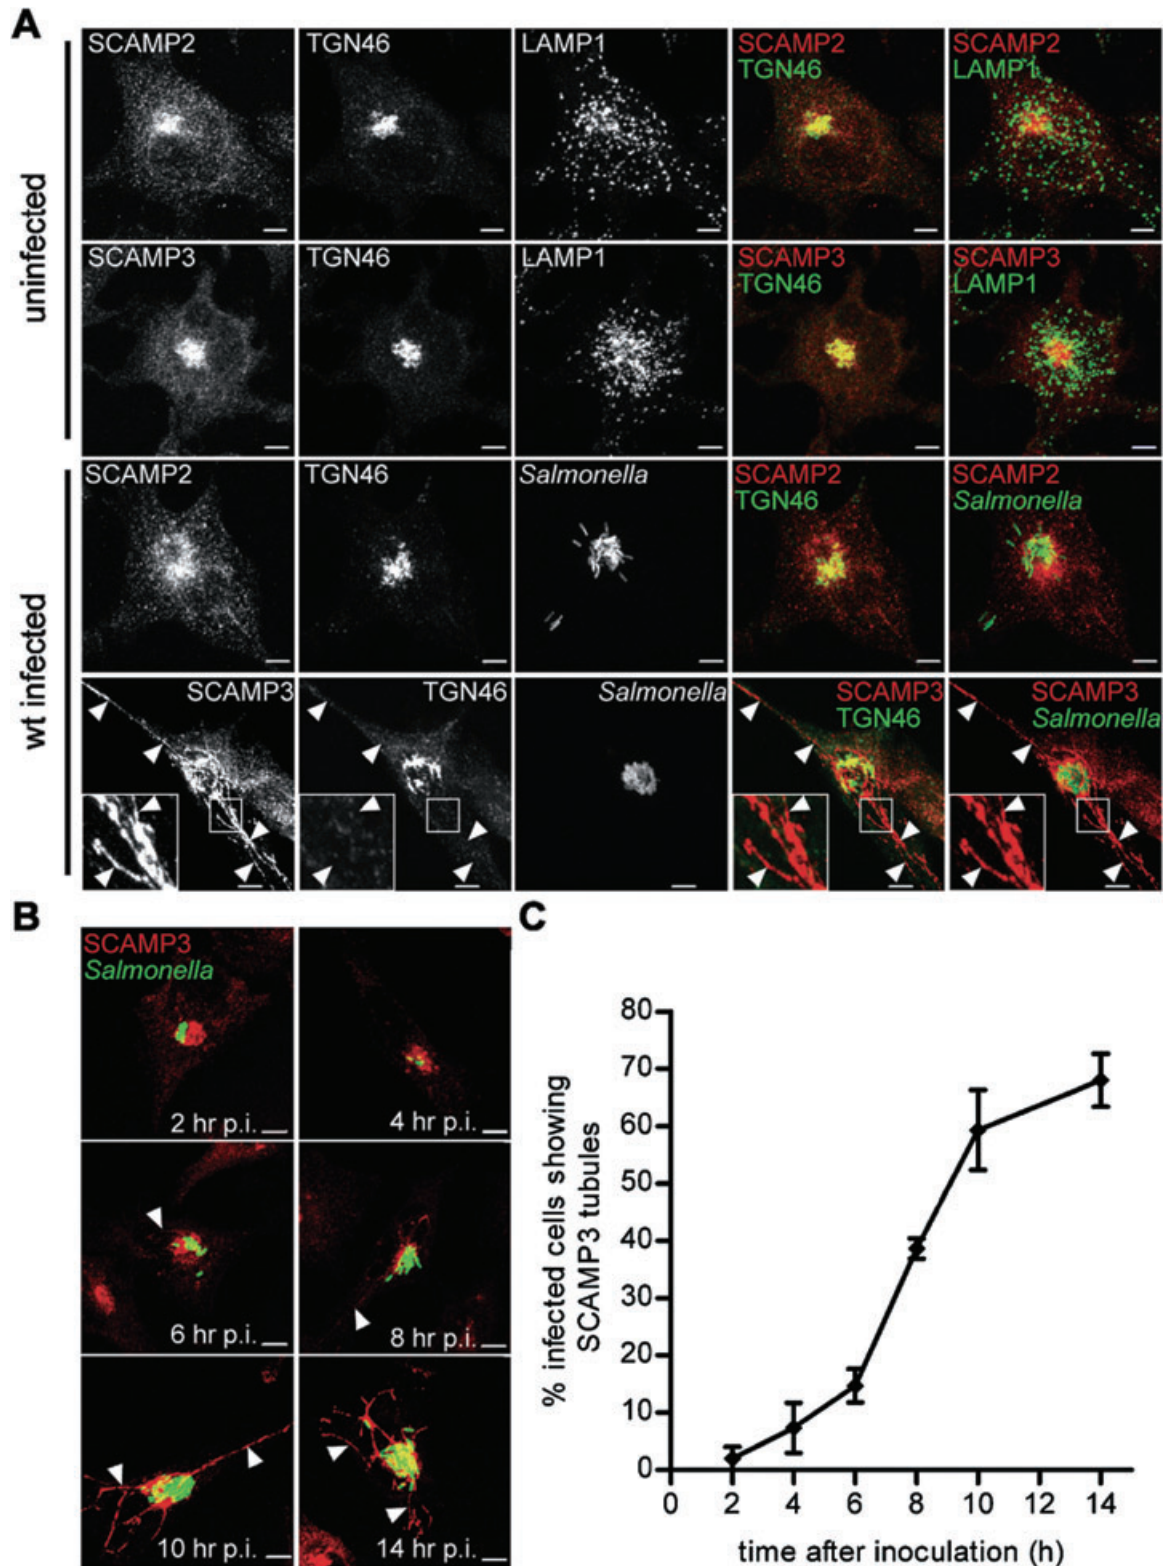 A
uninfected
SCAMP2
TGN46
LAMP1
SCAMP2
TGN46
SCAMP2
LAMP1
SCAMP3
TGN46
LAMP1
SCAMP3
TGN46
SCAMP3
LAMP1
wt infected
SCAMP2
TGN46
Salmonella
SCAMP2
TGN46
SCAMP2
Salmonella
SCAMP3
TGN46
Salmonella
SCAMP3
TGN46
SCAMP3
Salmonella
B
SCAMP3
Salmonella
2 hr p.i.
4 hr p.i.
6 hr p.i.
8 hr p.i.
10 hr p.i.
14 hr p.i.
C
% infected cells showing
SCAMP3 tubules
80
70
60
50
40
30
20
10
0
0 2 4 6 8 10 12 14
time after inoculation (h)